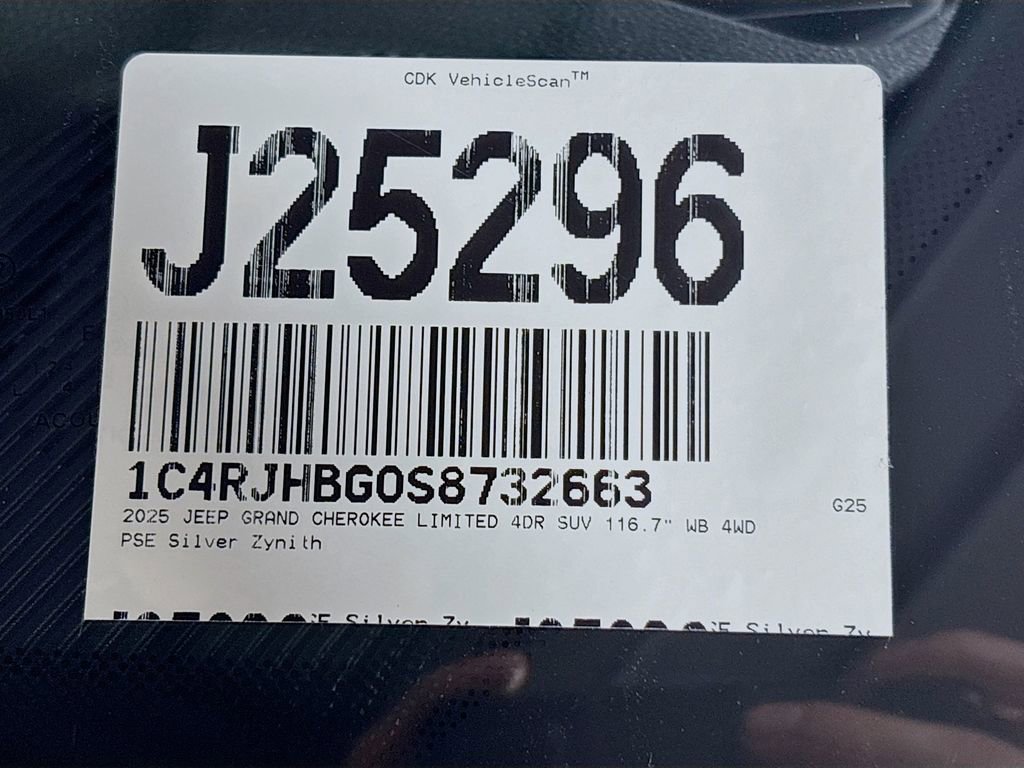 CDK VehicleScan™
J25296
1C4RJHBG0S8732663
G25
2025 JEEP GRAND CHEROKEE LIMITED 4DR SUV 116.7" WB 4WD
PSE Silver Zynith